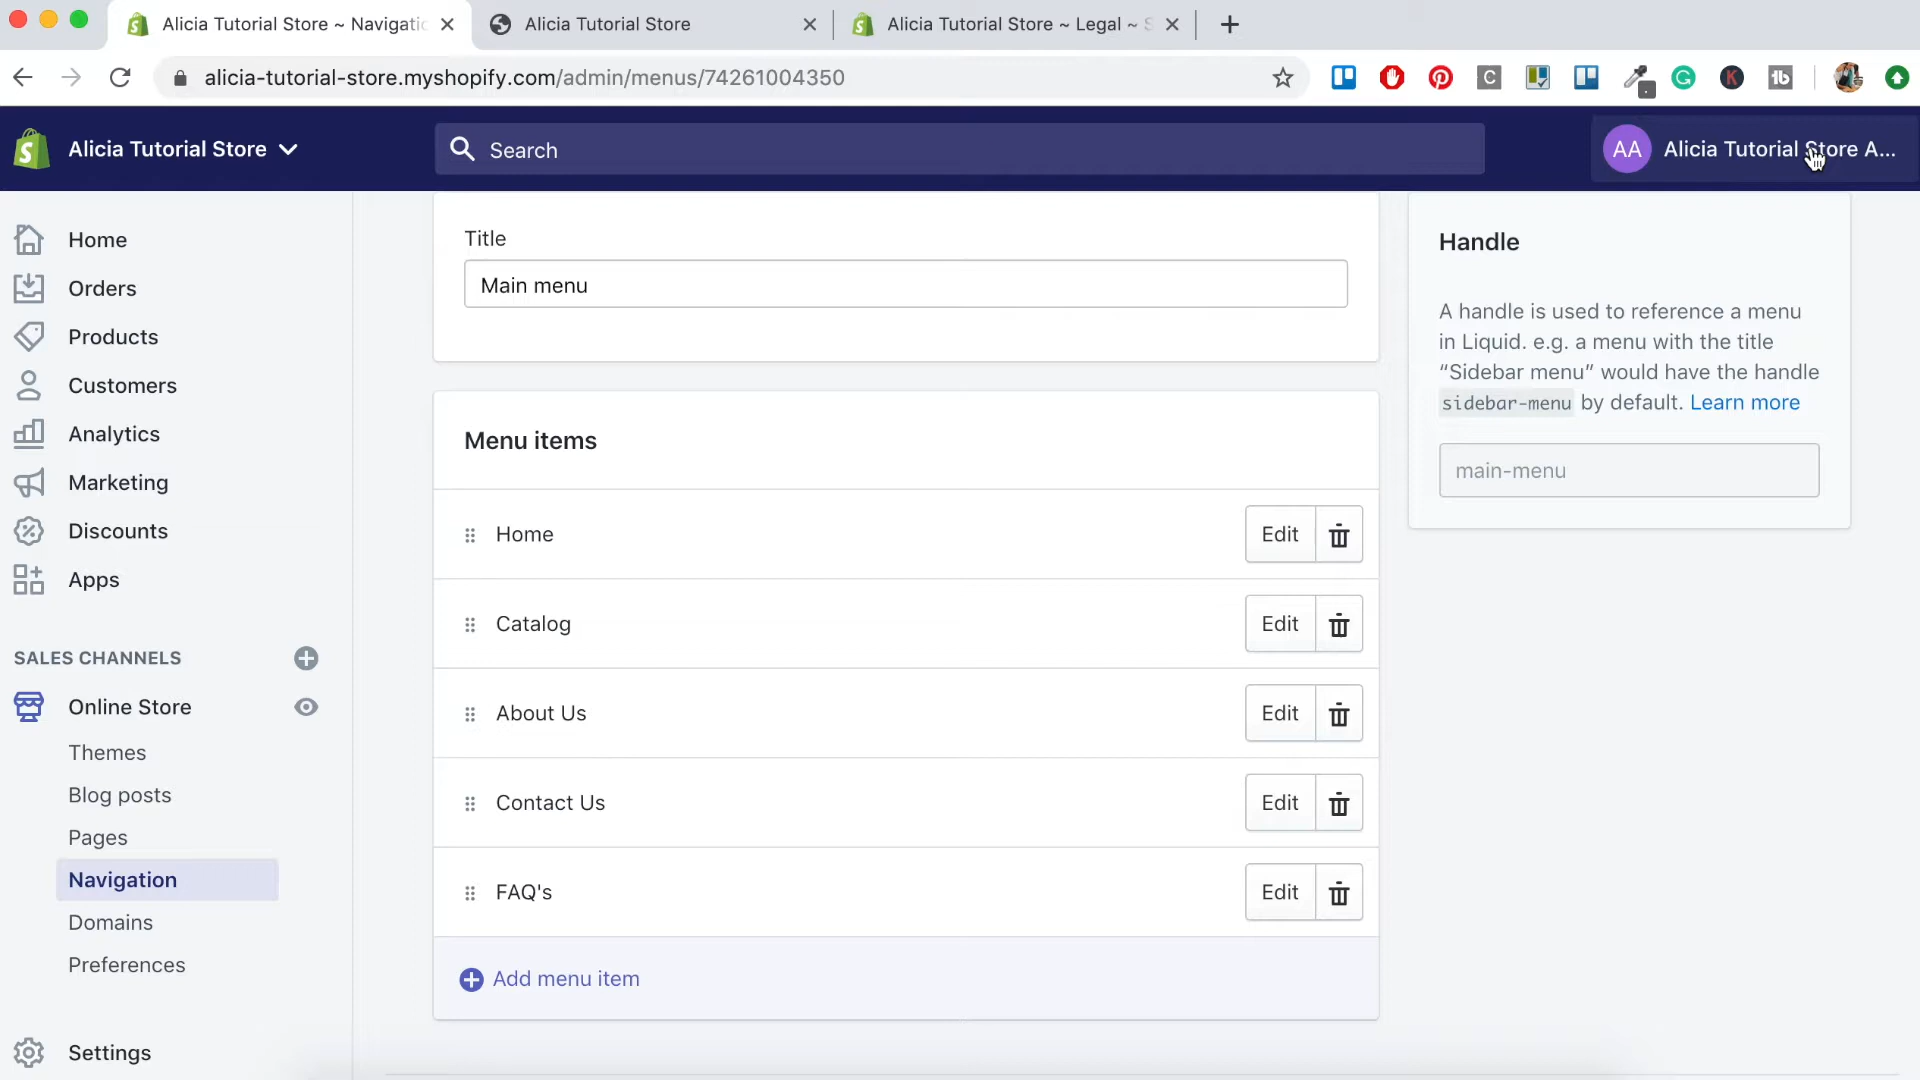 Alicia Tutorial Store ~ Navigatio
Alicia Tutorial Store
Alicia Tutorial Store ~ Legal ~ S
alicia-tutorial-store.myshopify.com/admin/menus/74261004350
Alicia Tutorial Store
Search
AA
Alicia Tutorial Store A...
Home
Orders
Products
Customers
Analytics
Marketing
Discounts
Apps
SALES CHANNELS
Online Store
Themes
Blog posts
Pages
Navigation
Domains
Preferences
Settings
Title
Main menu
Menu items
Home
Edit
Catalog
Edit
About Us
Edit
Contact Us
Edit
FAQ's
Edit
Add menu item
Handle
A handle is used to reference a menu
in Liquid. e.g. a menu with the title
“Sidebar menu” would have the handle
sidebar-menu by default. Learn more
main-menu